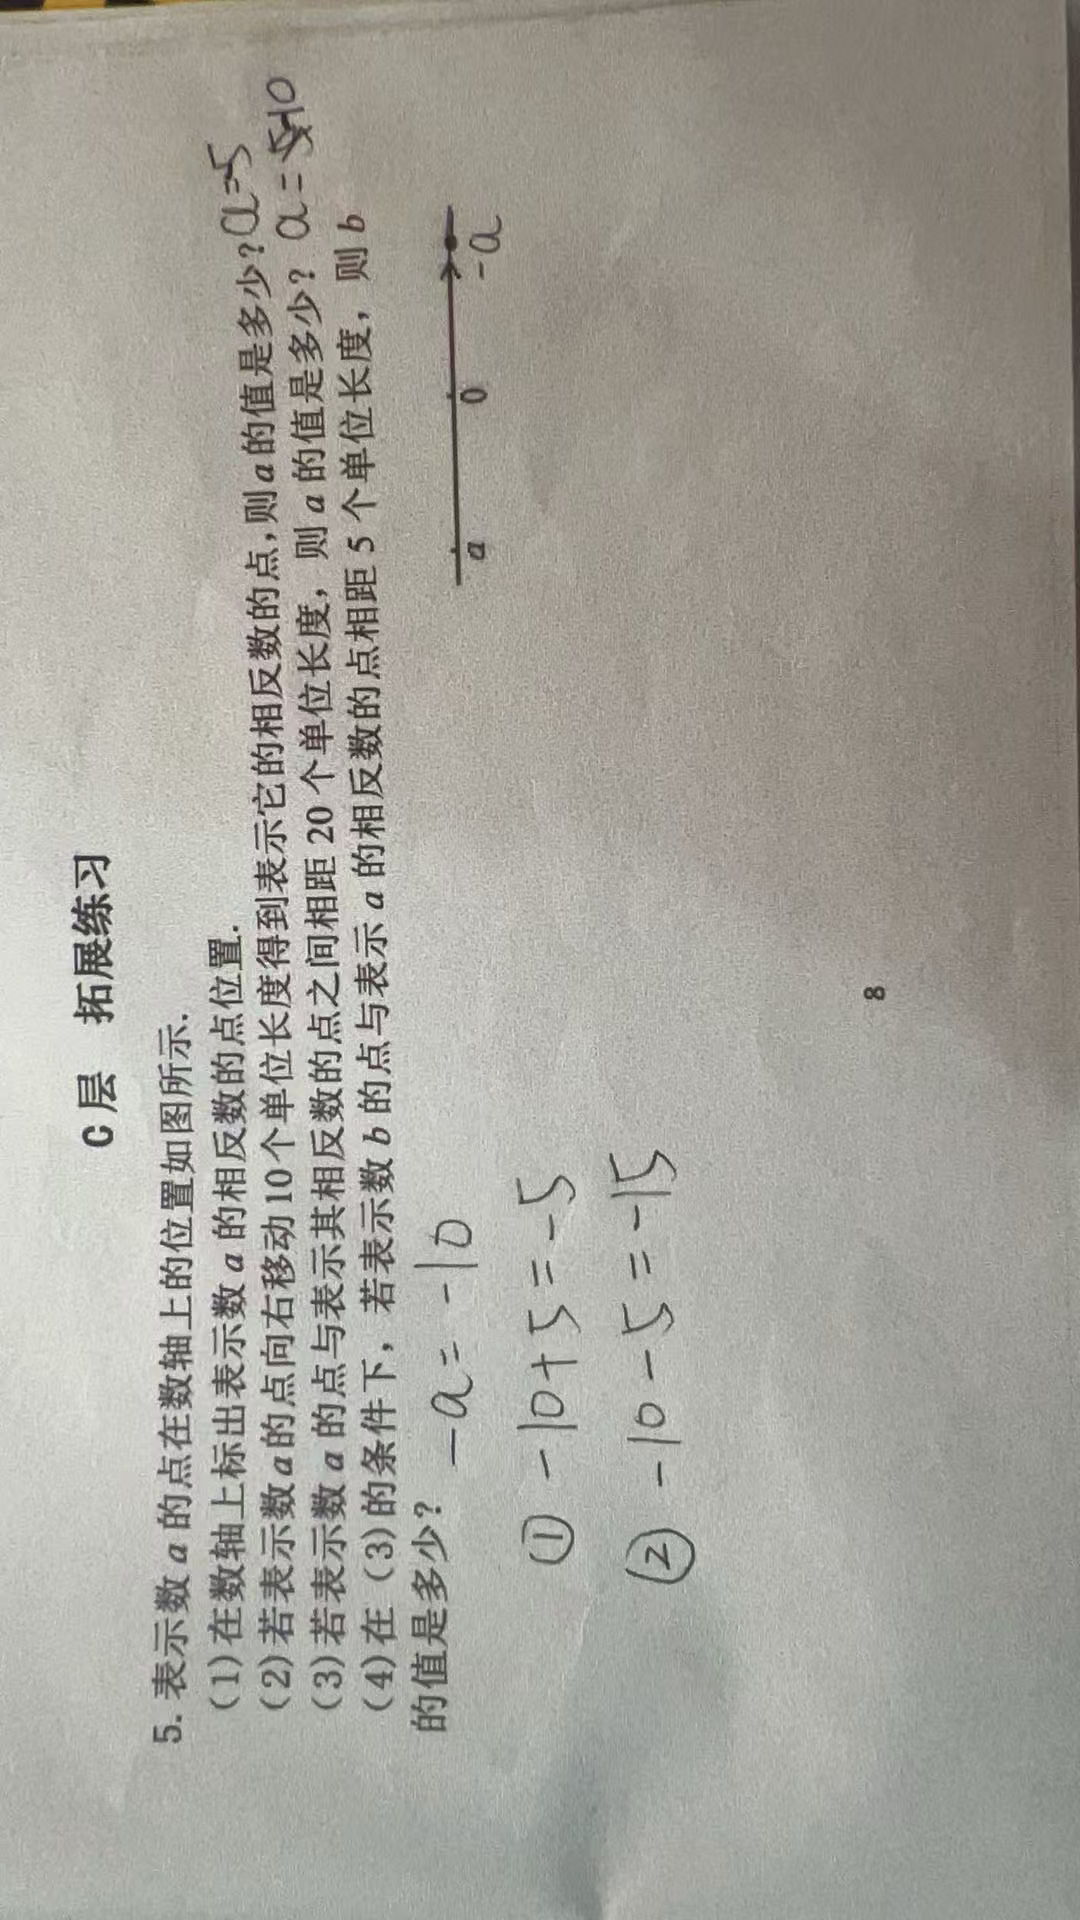 C层 拓展练习
5. 表示数 a 的点在数轴上的位置如图所示.
(1)在数轴上标出表示数 a 的相反数的点位置.
(2)若表示数a的点向右移动10个单位长度得到表示它的相反数的点,则a的值是多少? a=-5
(3)若表示数 a 的点与表示其相反数的点之间相距 20 个单位长度，则 a 的值是多少? a=-10
(4)在 (3)的条件下，若表示数 b 的点与表示 a 的相反数的点相距 5 个单位长度，则 b
的值是多少?
-a=-10
a 0 -a
① -10+5=-5
② -10-5=-15
8